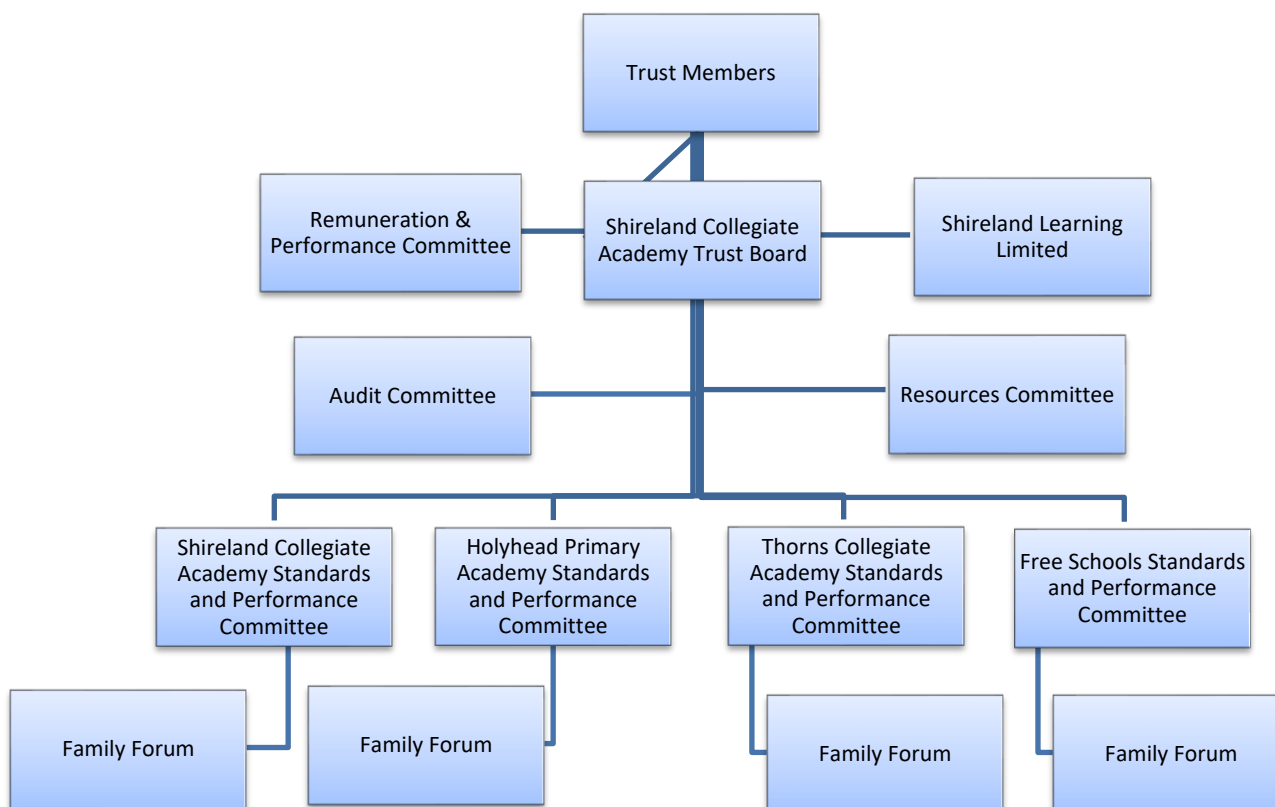 Trust Members
Remuneration &
Performance Committee
Shireland Collegiate
Academy Trust Board
Shireland Learning
Limited
Audit Committee
Resources Committee
Shireland Collegiate
Academy Standards
and Performance
Committee
Holyhead Primary
Academy Standards
and Performance
Committee
Thorns Collegiate
Academy Standards
and Performance
Committee
Free Schools Standards
and Performance
Committee
Family Forum
Family Forum
Family Forum
Family Forum